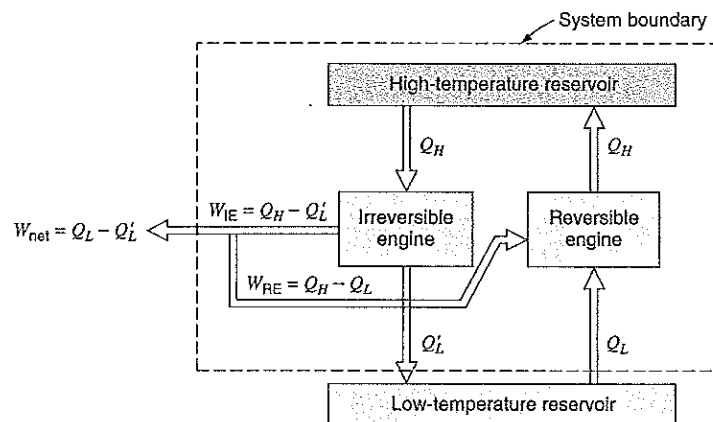 System boundary
High-temperature reservoir
Q_H
Q_H
W_IE = Q_H − Q'_L
W_net = Q_L − Q'_L
Irreversible
engine
Reversible
engine
W_RE = Q_H − Q_L
Q'_L
Q_L
Low-temperature reservoir